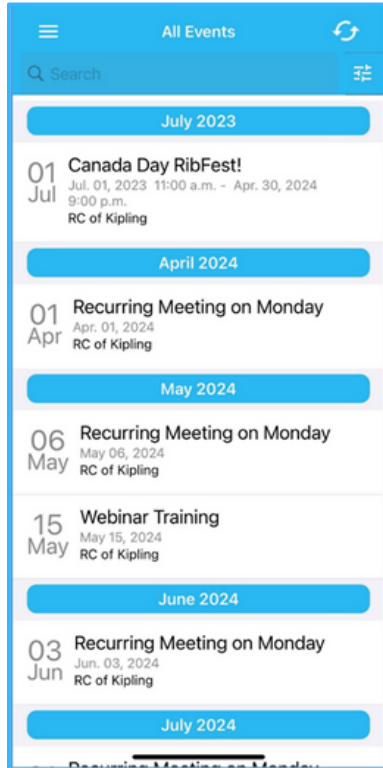 All Events
Search
July 2023
01 Jul
Canada Day RibFest!
Jul. 01, 2023 11:00 a.m. - Apr. 30, 2024
9:00 p.m.
RC of Kipling
April 2024
01 Apr
Recurring Meeting on Monday
Apr. 01, 2024
RC of Kipling
May 2024
06 May
Recurring Meeting on Monday
May 06, 2024
RC of Kipling
15 May
Webinar Training
May 15, 2024
RC of Kipling
June 2024
03 Jun
Recurring Meeting on Monday
Jun. 03, 2024
RC of Kipling
July 2024
Recurring Meeting on Monday